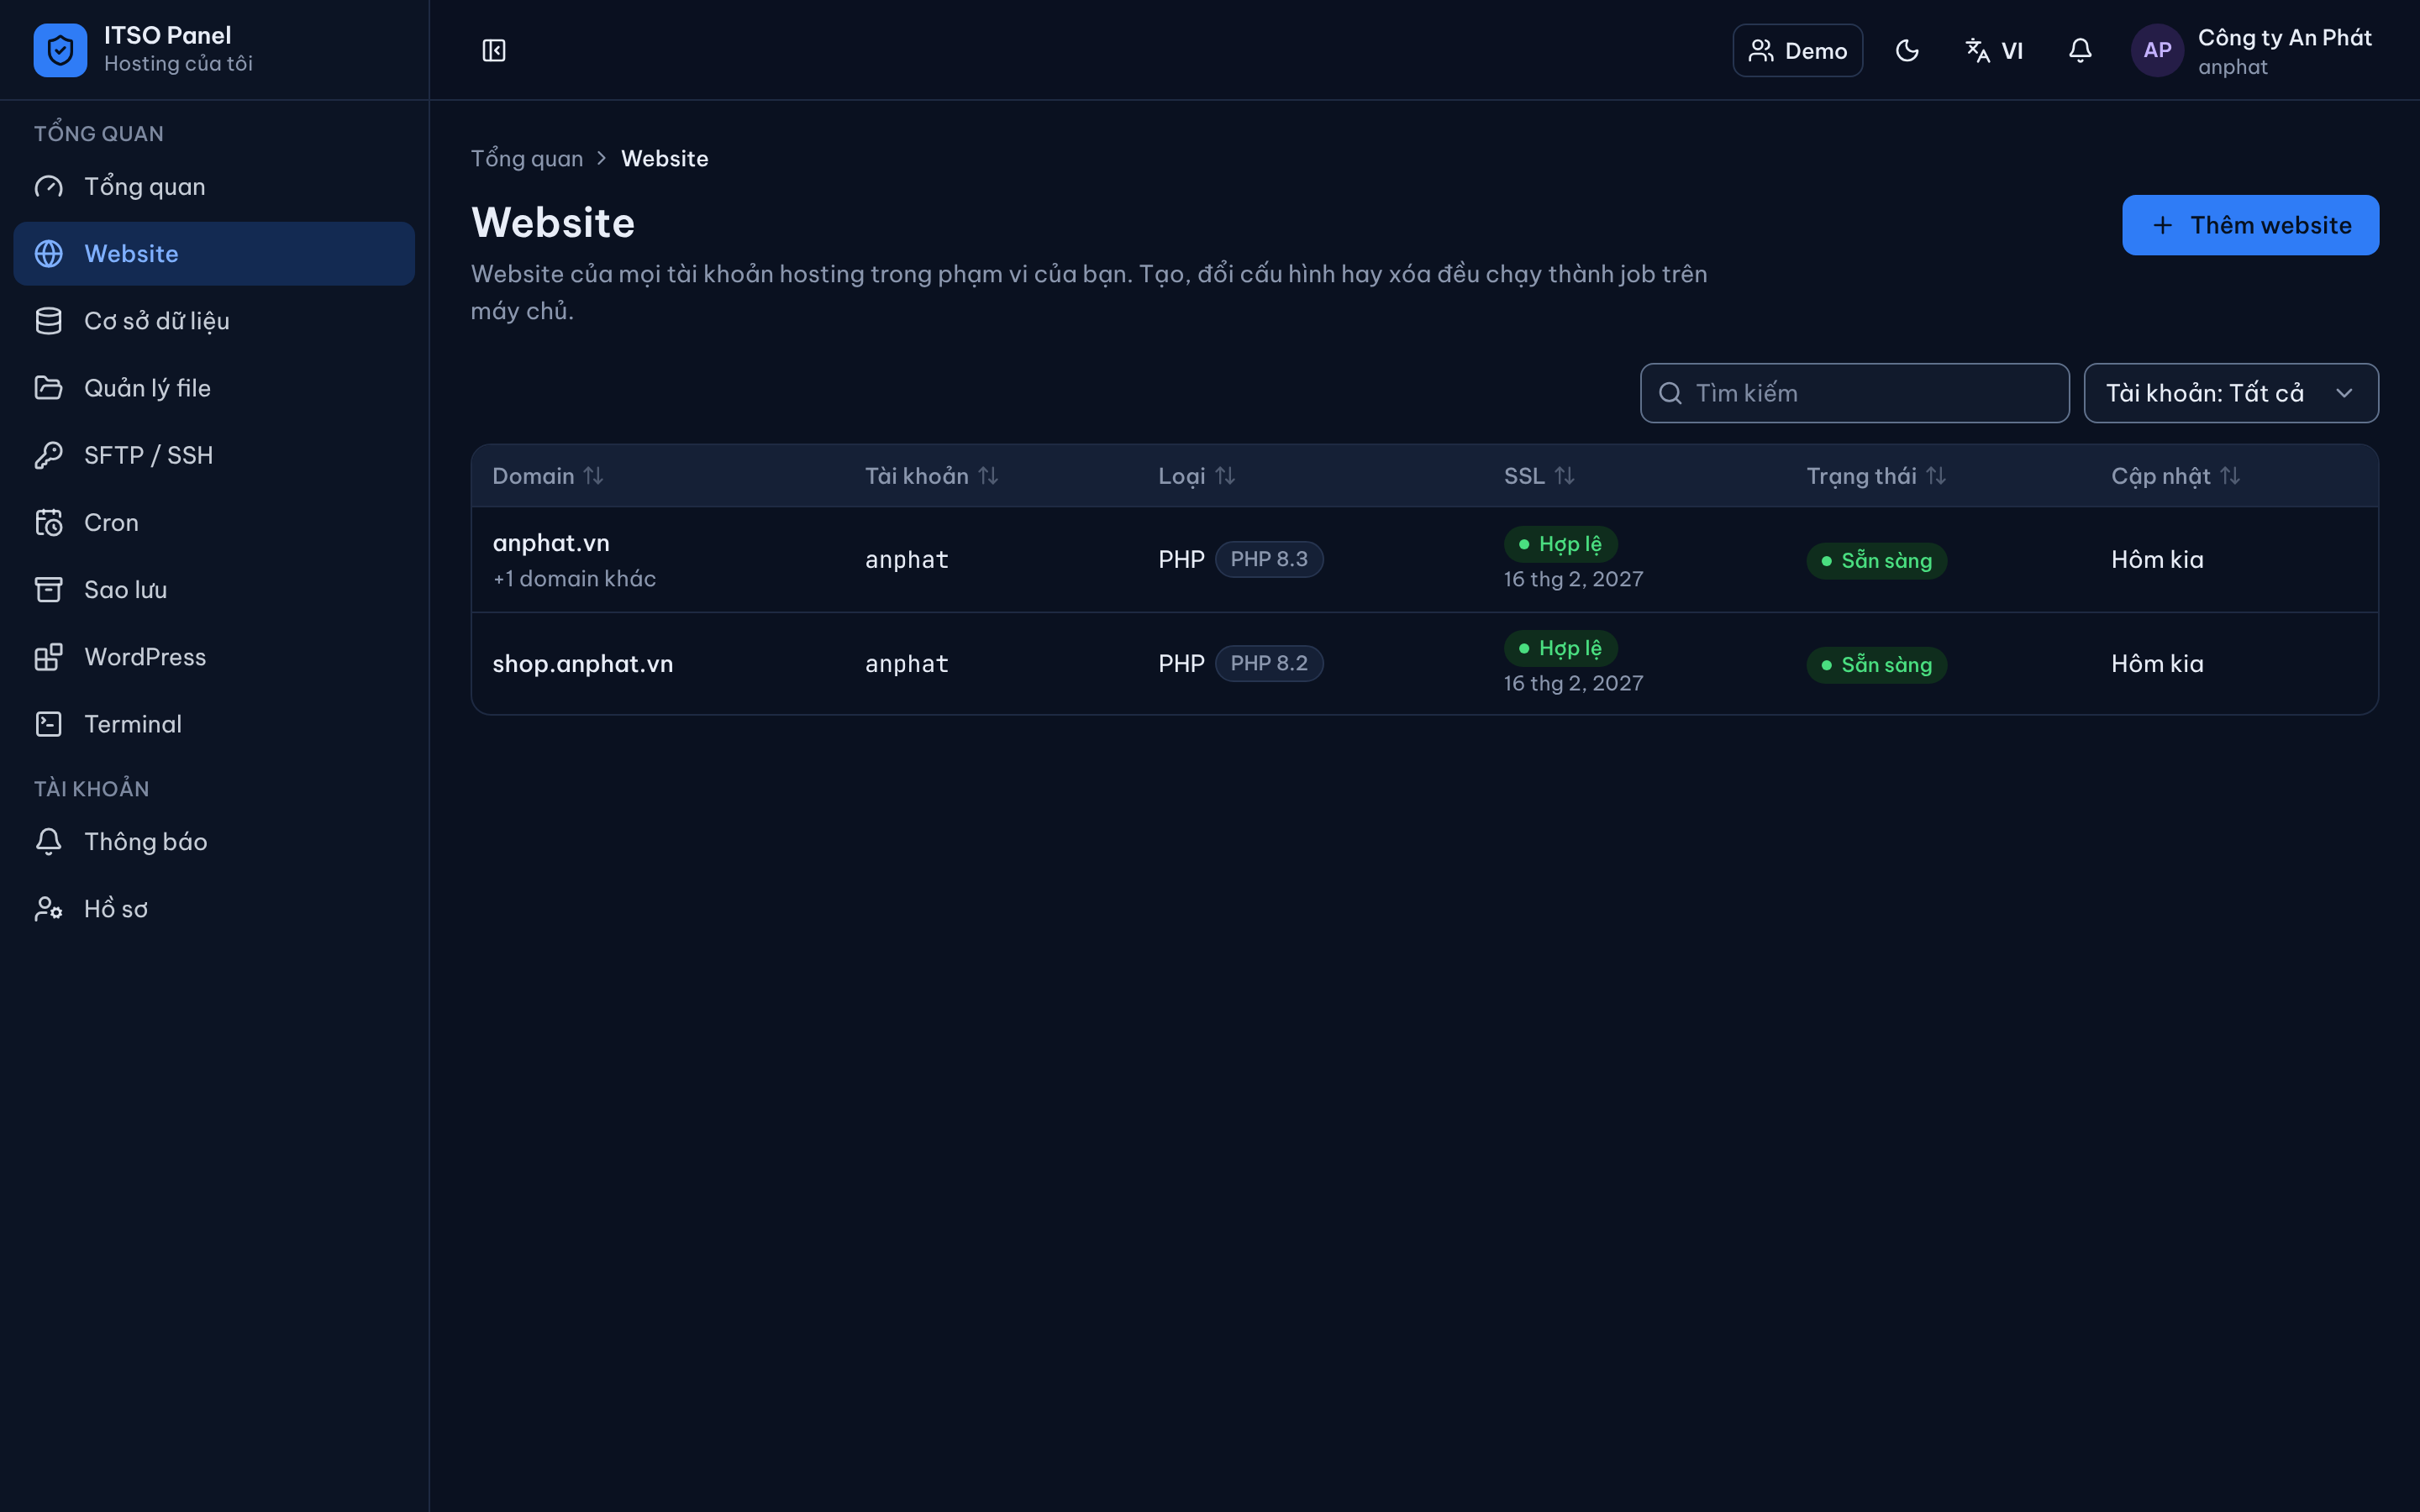 ITSO Panel
Hosting của tôi
Demo
VI
AP
Công ty An Phát
anphat
TỔNG QUAN
Tổng quan
Website
Cơ sở dữ liệu
Quản lý file
SFTP / SSH
Cron
Sao lưu
WordPress
Terminal
TÀI KHOẢN
Thông báo
Hồ sơ
Tổng quan > Website
Website
Thêm website
Website của mọi tài khoản hosting trong phạm vi của bạn. Tạo, đổi cấu hình hay xóa đều chạy thành job trên
máy chủ.
Tìm kiếm
Tài khoản: Tất cả
Domain Tài khoản Loại SSL Trạng thái Cập nhật
anphat.vn
+1 domain khác
anphat
PHP PHP 8.3
Hợp lệ
16 thg 2, 2027
Sẵn sàng
Hôm kia
shop.anphat.vn
anphat
PHP PHP 8.2
Hợp lệ
16 thg 2, 2027
Sẵn sàng
Hôm kia